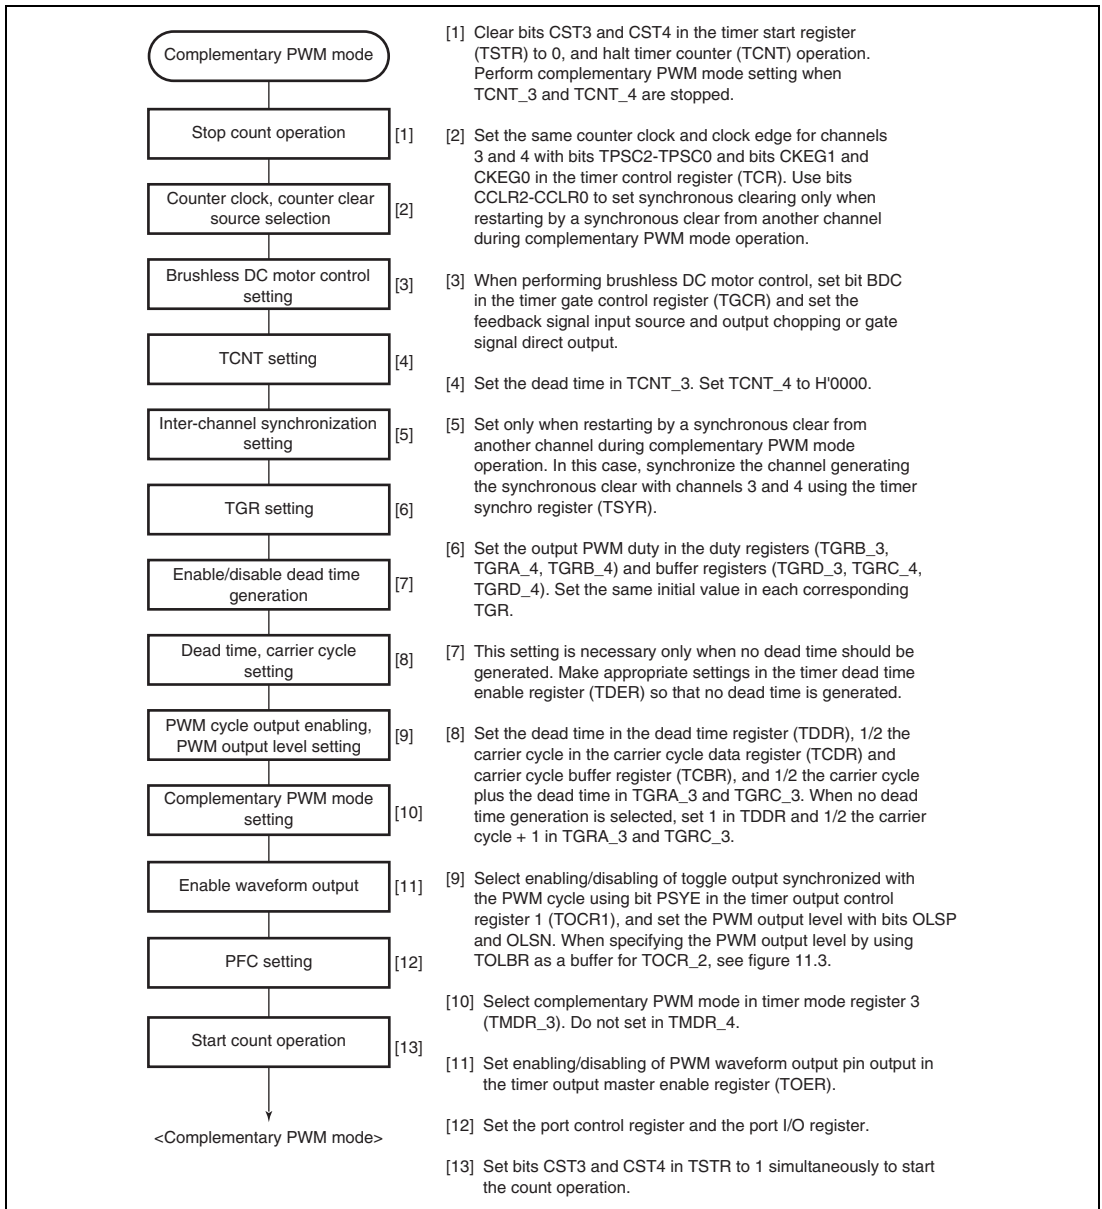 Complementary PWM mode
Stop count operation
[1]
Counter clock, counter clear
source selection
[2]
Brushless DC motor control
setting
[3]
TCNT setting
[4]
Inter-channel synchronization
setting
[5]
TGR setting
[6]
Enable/disable dead time
generation
[7]
Dead time, carrier cycle
setting
[8]
PWM cycle output enabling,
PWM output level setting
[9]
Complementary PWM mode
setting
[10]
Enable waveform output
[11]
PFC setting
[12]
Start count operation
[13]
<Complementary PWM mode>
[1] Clear bits CST3 and CST4 in the timer start register
(TSTR) to 0, and halt timer counter (TCNT) operation.
Perform complementary PWM mode setting when
TCNT_3 and TCNT_4 are stopped.
[2] Set the same counter clock and clock edge for channels
3 and 4 with bits TPSC2-TPSC0 and bits CKEG1 and
CKEG0 in the timer control register (TCR). Use bits
CCLR2-CCLR0 to set synchronous clearing only when
restarting by a synchronous clear from another channel
during complementary PWM mode operation.
[3] When performing brushless DC motor control, set bit BDC
in the timer gate control register (TGCR) and set the
feedback signal input source and output chopping or gate
signal direct output.
[4] Set the dead time in TCNT_3. Set TCNT_4 to H'0000.
[5] Set only when restarting by a synchronous clear from
another channel during complementary PWM mode
operation. In this case, synchronize the channel generating
the synchronous clear with channels 3 and 4 using the timer
synchro register (TSYR).
[6] Set the output PWM duty in the duty registers (TGRB_3,
TGRA_4, TGRB_4) and buffer registers (TGRD_3, TGRC_4,
TGRD_4). Set the same initial value in each corresponding
TGR.
[7] This setting is necessary only when no dead time should be
generated. Make appropriate settings in the timer dead time
enable register (TDER) so that no dead time is generated.
[8] Set the dead time in the dead time register (TDDR), 1/2 the
carrier cycle in the carrier cycle data register (TCDR) and
carrier cycle buffer register (TCBR), and 1/2 the carrier cycle
plus the dead time in TGRA_3 and TGRC_3. When no dead
time generation is selected, set 1 in TDDR and 1/2 the carrier
cycle + 1 in TGRA_3 and TGRC_3.
[9] Select enabling/disabling of toggle output synchronized with
the PWM cycle using bit PSYE in the timer output control
register 1 (TOCR1), and set the PWM output level with bits OLSP
and OLSN. When specifying the PWM output level by using
TOLBR as a buffer for TOCR_2, see figure 11.3.
[10] Select complementary PWM mode in timer mode register 3
(TMDR_3). Do not set in TMDR_4.
[11] Set enabling/disabling of PWM waveform output pin output in
the timer output master enable register (TOER).
[12] Set the port control register and the port I/O register.
[13] Set bits CST3 and CST4 in TSTR to 1 simultaneously to start
the count operation.